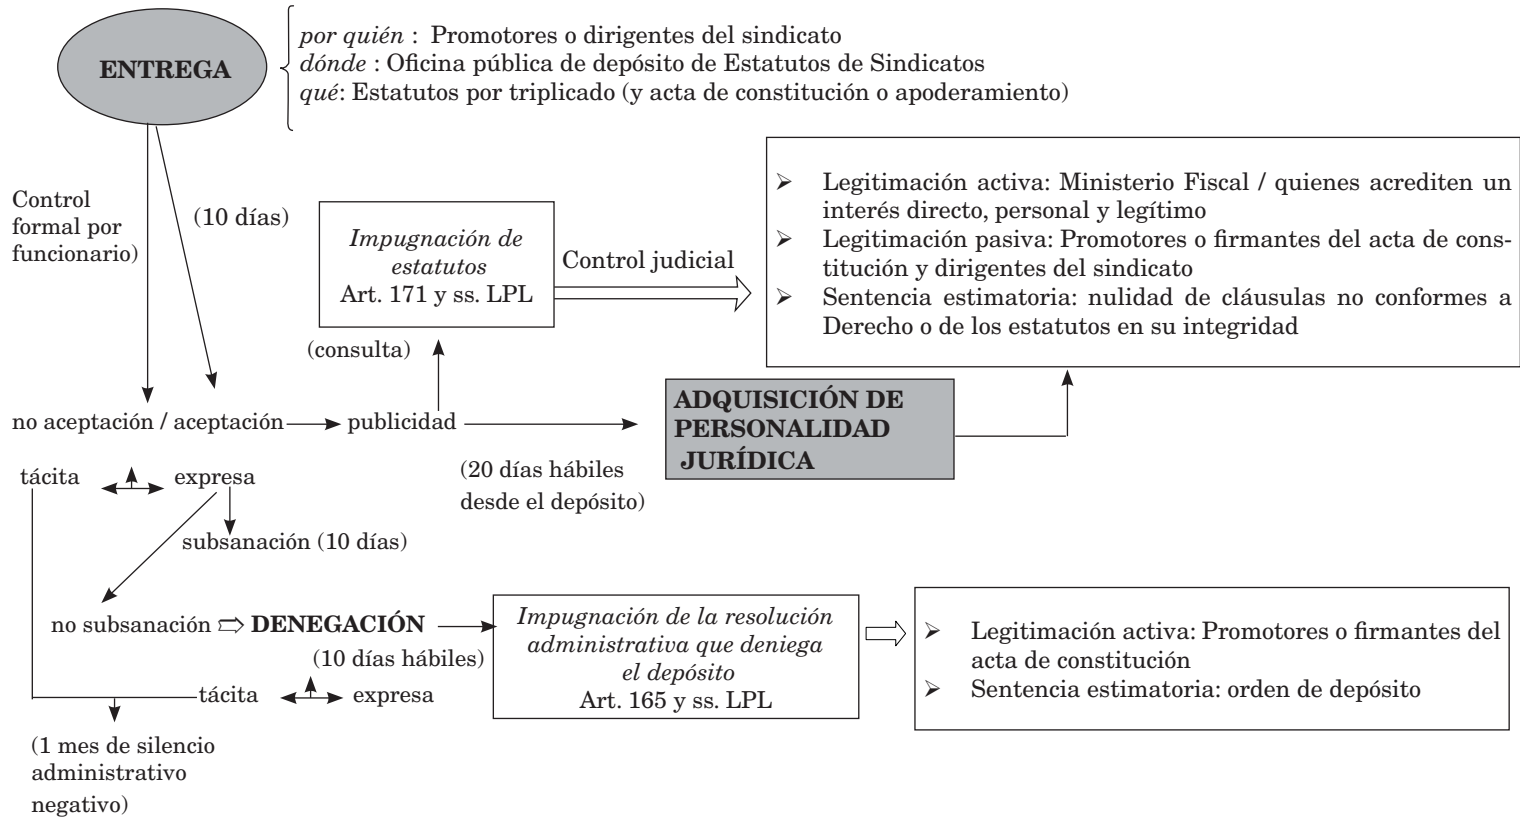 ENTREGA
por quién : Promotores o dirigentes del sindicato
dónde : Oficina pública de depósito de Estatutos de Sindicatos
qué: Estatutos por triplicado (y acta de constitución o apoderamiento)
Control
formal por
funcionario)
(10 días)
Impugnación de
estatutos
Art. 171 y ss. LPL
(consulta)
Control judicial
➢ Legitimación activa: Ministerio Fiscal / quienes acrediten un
interés directo, personal y legítimo
➢ Legitimación pasiva: Promotores o firmantes del acta de cons-
titución y dirigentes del sindicato
➢ Sentencia estimatoria: nulidad de cláusulas no conformes a
Derecho o de los estatutos en su integridad
no aceptación / aceptación
publicidad
(20 días hábiles
desde el depósito)
ADQUISICIÓN DE
PERSONALIDAD
JURÍDICA
tácita
expresa
subsanación (10 días)
no subsanación ⇨ DENEGACIÓN
(10 días hábiles)
tácita
expresa
(1 mes de silencio
administrativo
negativo)
Impugnación de la resolución
administrativa que deniega
el depósito
Art. 165 y ss. LPL
➢ Legitimación activa: Promotores o firmantes del
acta de constitución
➢ Sentencia estimatoria: orden de depósito